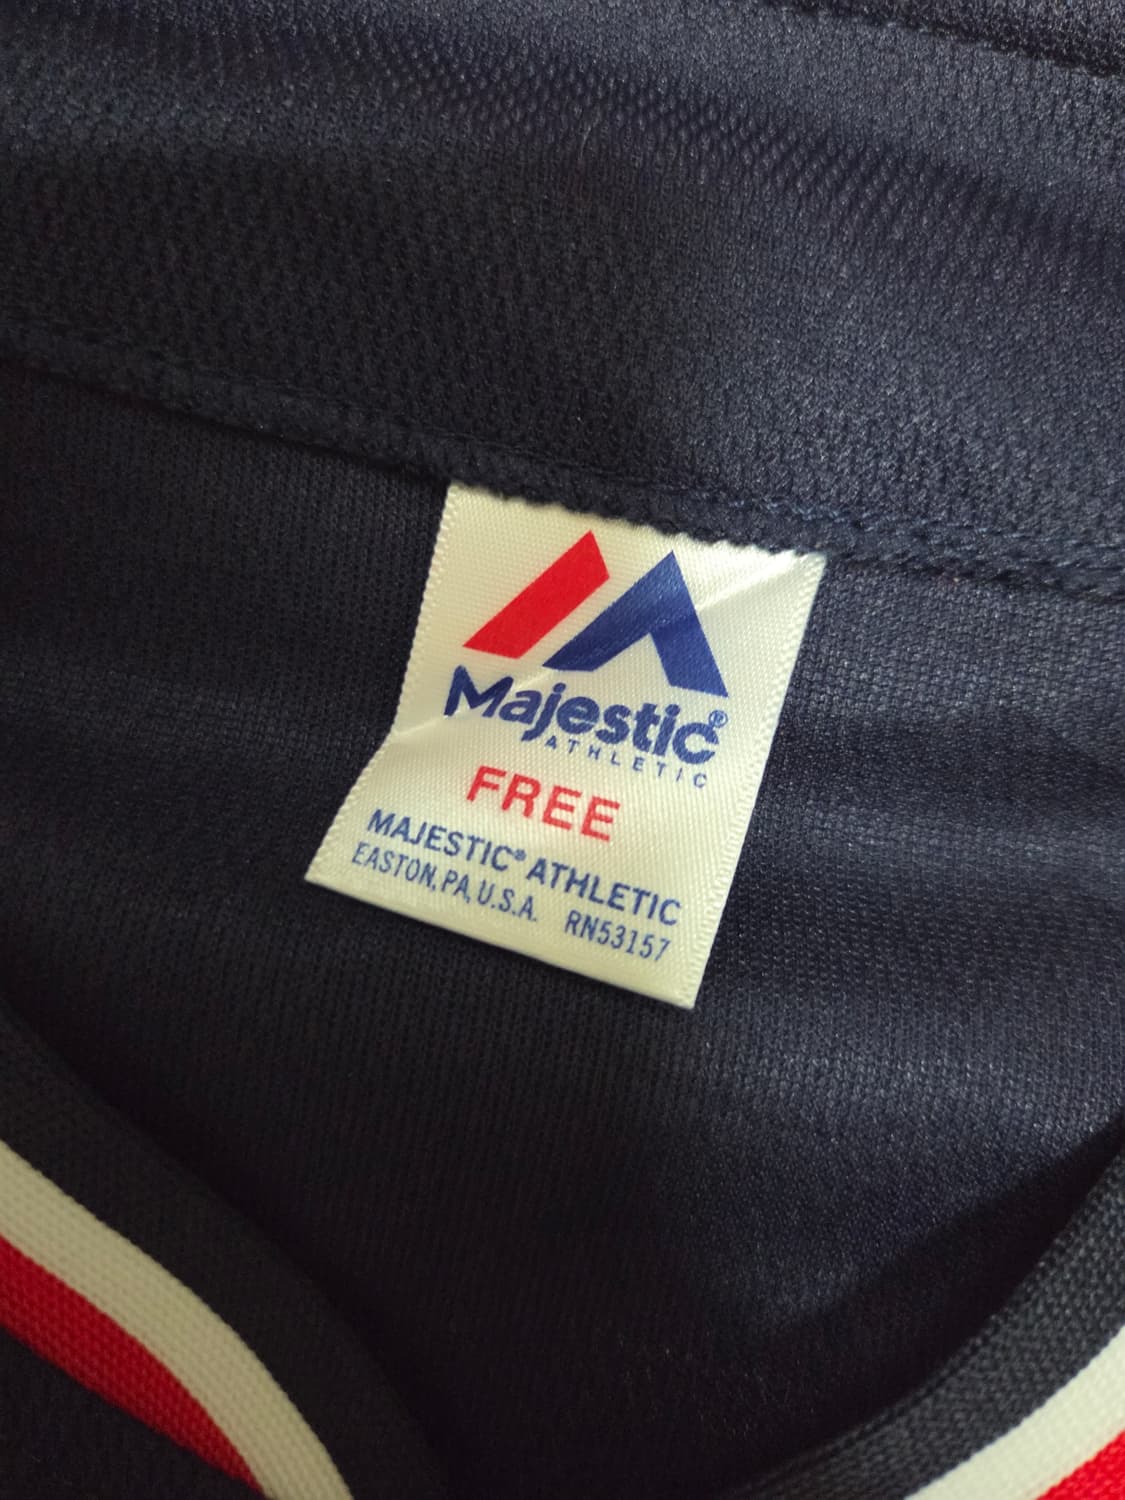 Majestic®
ATHLETIC
FREE
MAJESTIC® ATHLETIC
EASTON, PA, U.S.A. RN53157